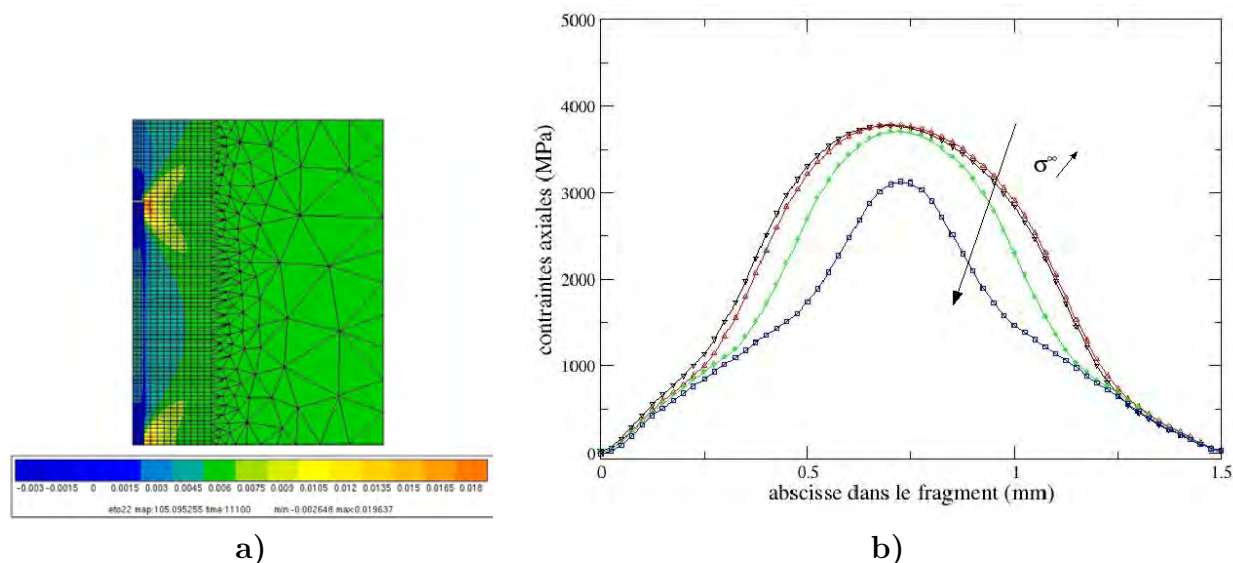 -0.003 -0.0015 0 0.0015 0.003 0.0045 0.006 0.0075 0.009 0.0105 0.012 0.0135 0.015 0.0165 0.018
eto22 map:105.095255 time:11100 min:-0.002648 max:0.019637
a)
5000
4000
3000
2000
1000
0
contraintes axiales (MPa)
σ∞
0 0.5 1 1.5
abscisse dans le fragment (mm)
b)